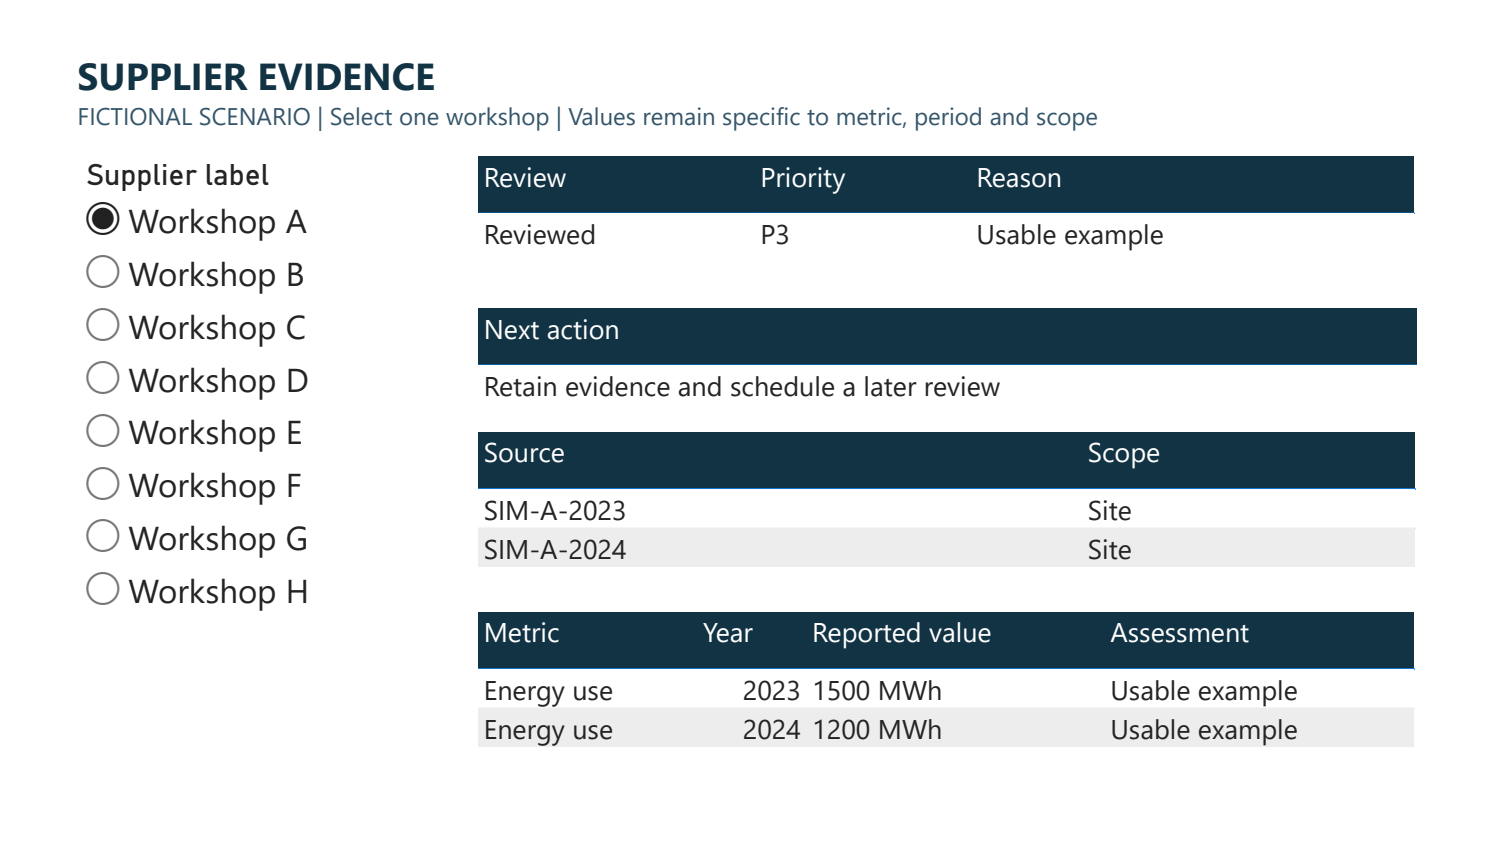 SUPPLIER EVIDENCE
FICTIONAL SCENARIO | Select one workshop | Values remain specific to metric, period and scope
Supplier label
Workshop A
Workshop B
Workshop C
Workshop D
Workshop E
Workshop F
Workshop G
Workshop H
Review Priority Reason
Reviewed P3 Usable example
Next action
Retain evidence and schedule a later review
Source Scope
SIM-A-2023 Site
SIM-A-2024 Site
Metric Year Reported value Assessment
Energy use 2023 1500 MWh Usable example
Energy use 2024 1200 MWh Usable example